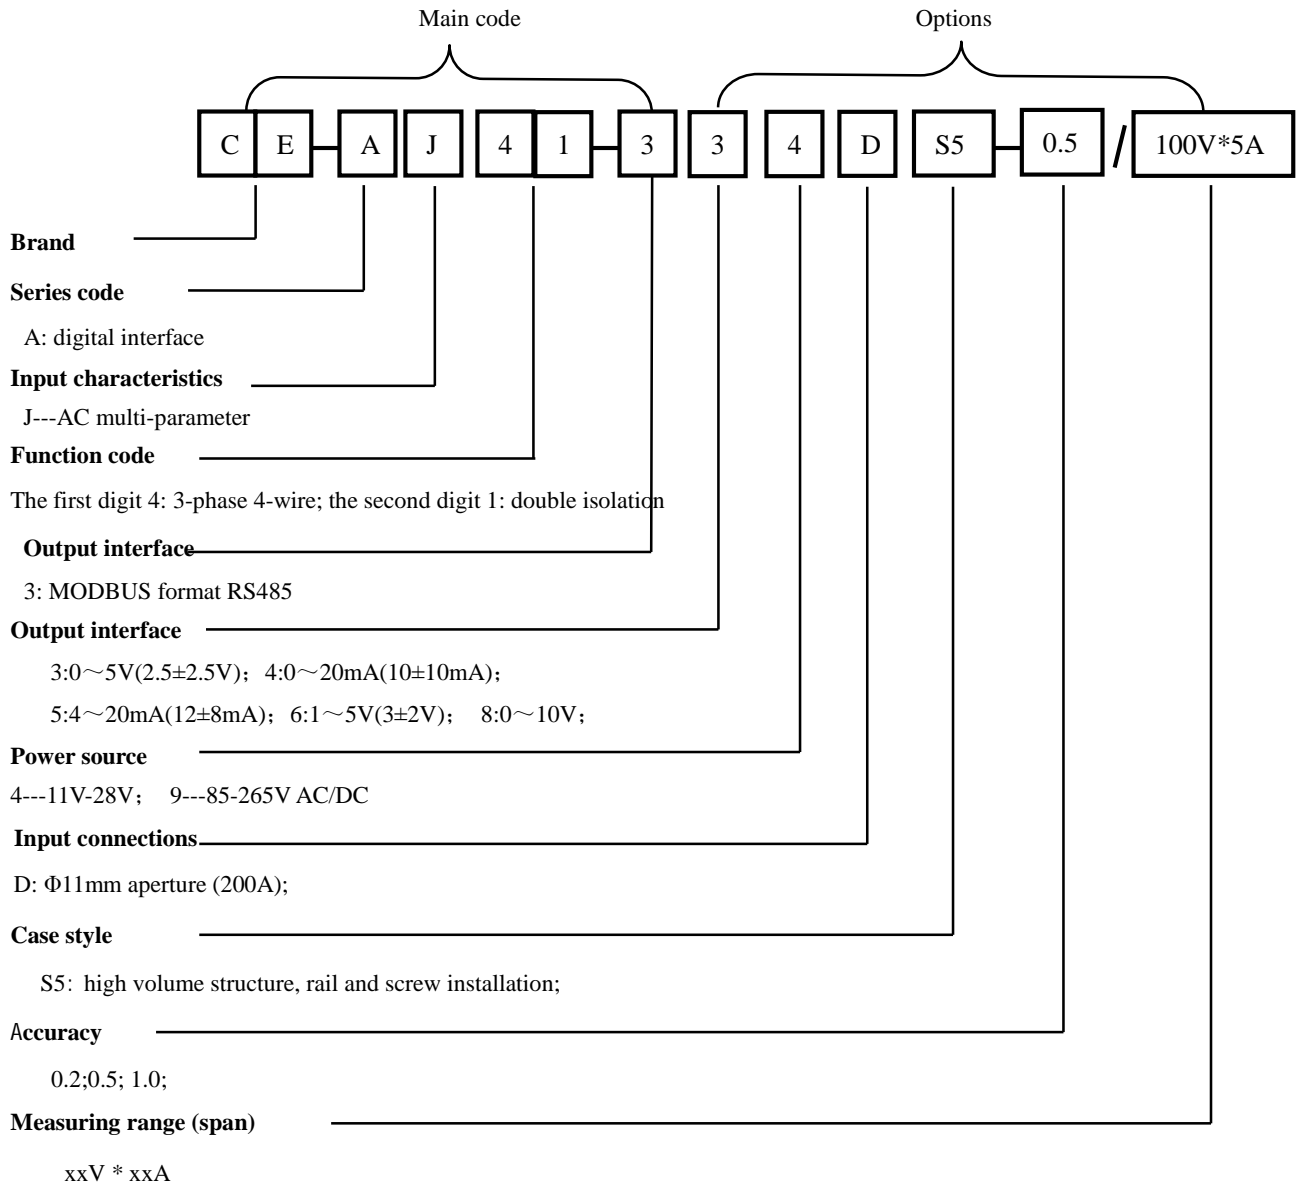 Main code Options
C E A J 4 1 3 3 4 D S5 0.5 / 100V*5A
Brand
Series code
A: digital interface
Input characteristics
J---AC multi-parameter
Function code
The first digit 4: 3-phase 4-wire; the second digit 1: double isolation
Output interface
3: MODBUS format RS485
Output interface
3:0～5V(2.5±2.5V)；4:0～20mA(10±10mA)；
5:4～20mA(12±8mA)；6:1～5V(3±2V)； 8:0～10V；
Power source
4---11V-28V； 9---85-265V AC/DC
Input connections
D: Φ11mm aperture (200A);
Case style
S5: high volume structure, rail and screw installation;
Accuracy
0.2;0.5; 1.0;
Measuring range (span)
xxV * xxA